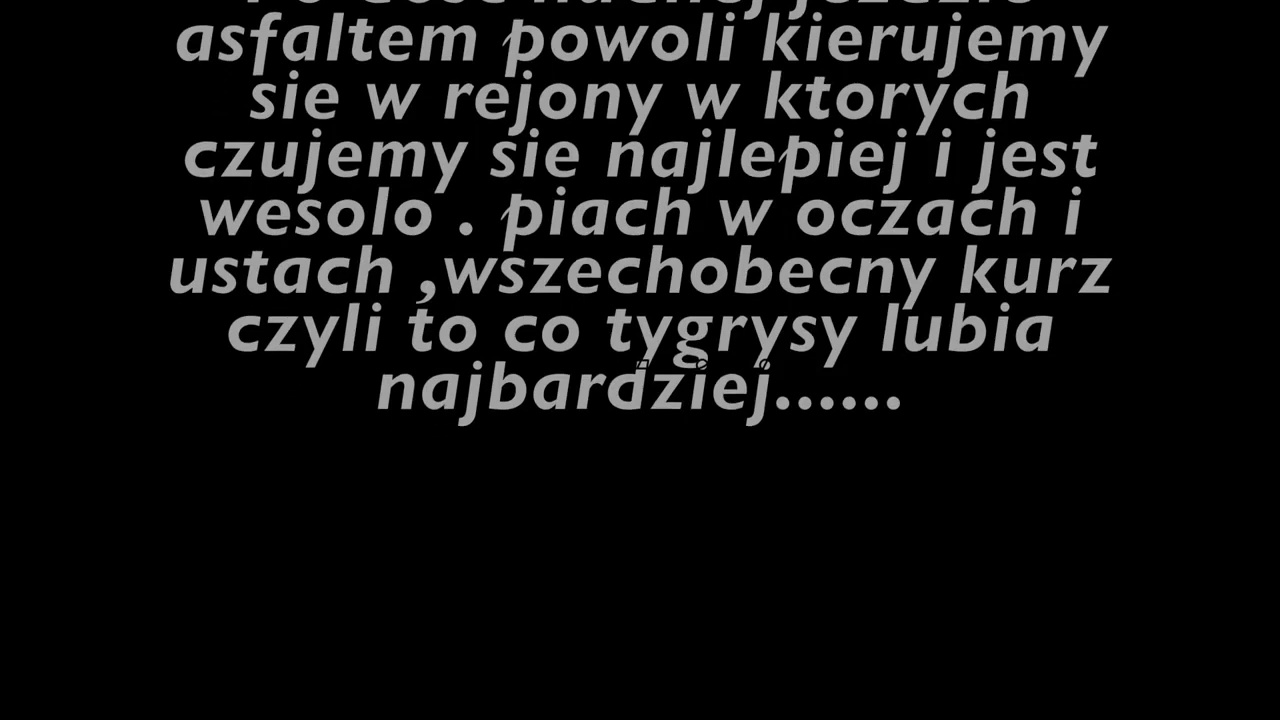 asfaltem powoli kierujemy
sie w rejony w ktorych
czujemy sie najlepiej i jest
wesolo . piach w oczach i
ustach ,wszechobecny kurz
czyli to co tygrysy lubia
najbardziej......